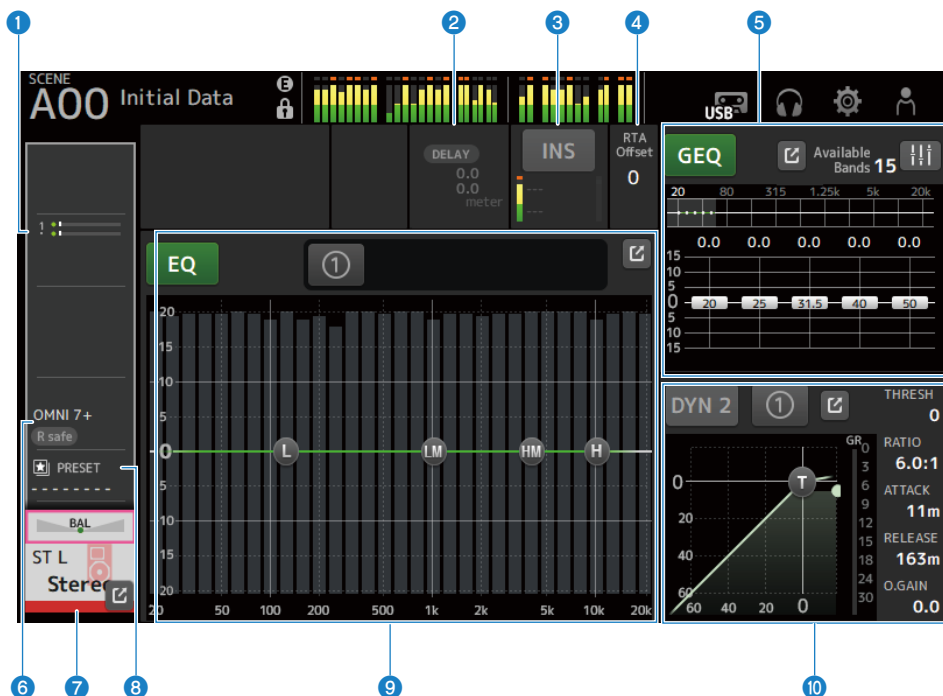 1 2 3 4 5
SCENE
A00 Initial Data
E
USB
DELAY
0.0
0.0
meter
INS
---
---
RTA
Offset
0
GEQ
Available
Bands 15
20 80 315 1.25k 5k 20k
0.0 0.0 0.0 0.0 0.0
15
10
5
0 20 25 31.5 40 50
5
10
15
1
OMNI 7+
R safe
PRESET
--------
BAL
ST L
Stereo
EQ 1
20
15
10
5
0 L LM HM H
5
10
15
20
20 50 100 200 500 1k 2k 5k 10k 20k
DYN 2 1
THRESH
0
RATIO
6.0:1
ATTACK
11m
RELEASE
163m
O.GAIN
0.0
GR
0
3
6
9
12
15
18
24
30
T
0
20
40
60
60 40 20 0
6 7 8 9 10